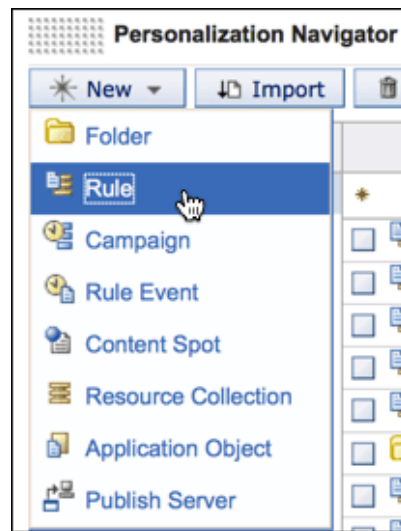 Personalization Navigator
New Import
Folder
Rule
Campaign
Rule Event
Content Spot
Resource Collection
Application Object
Publish Server